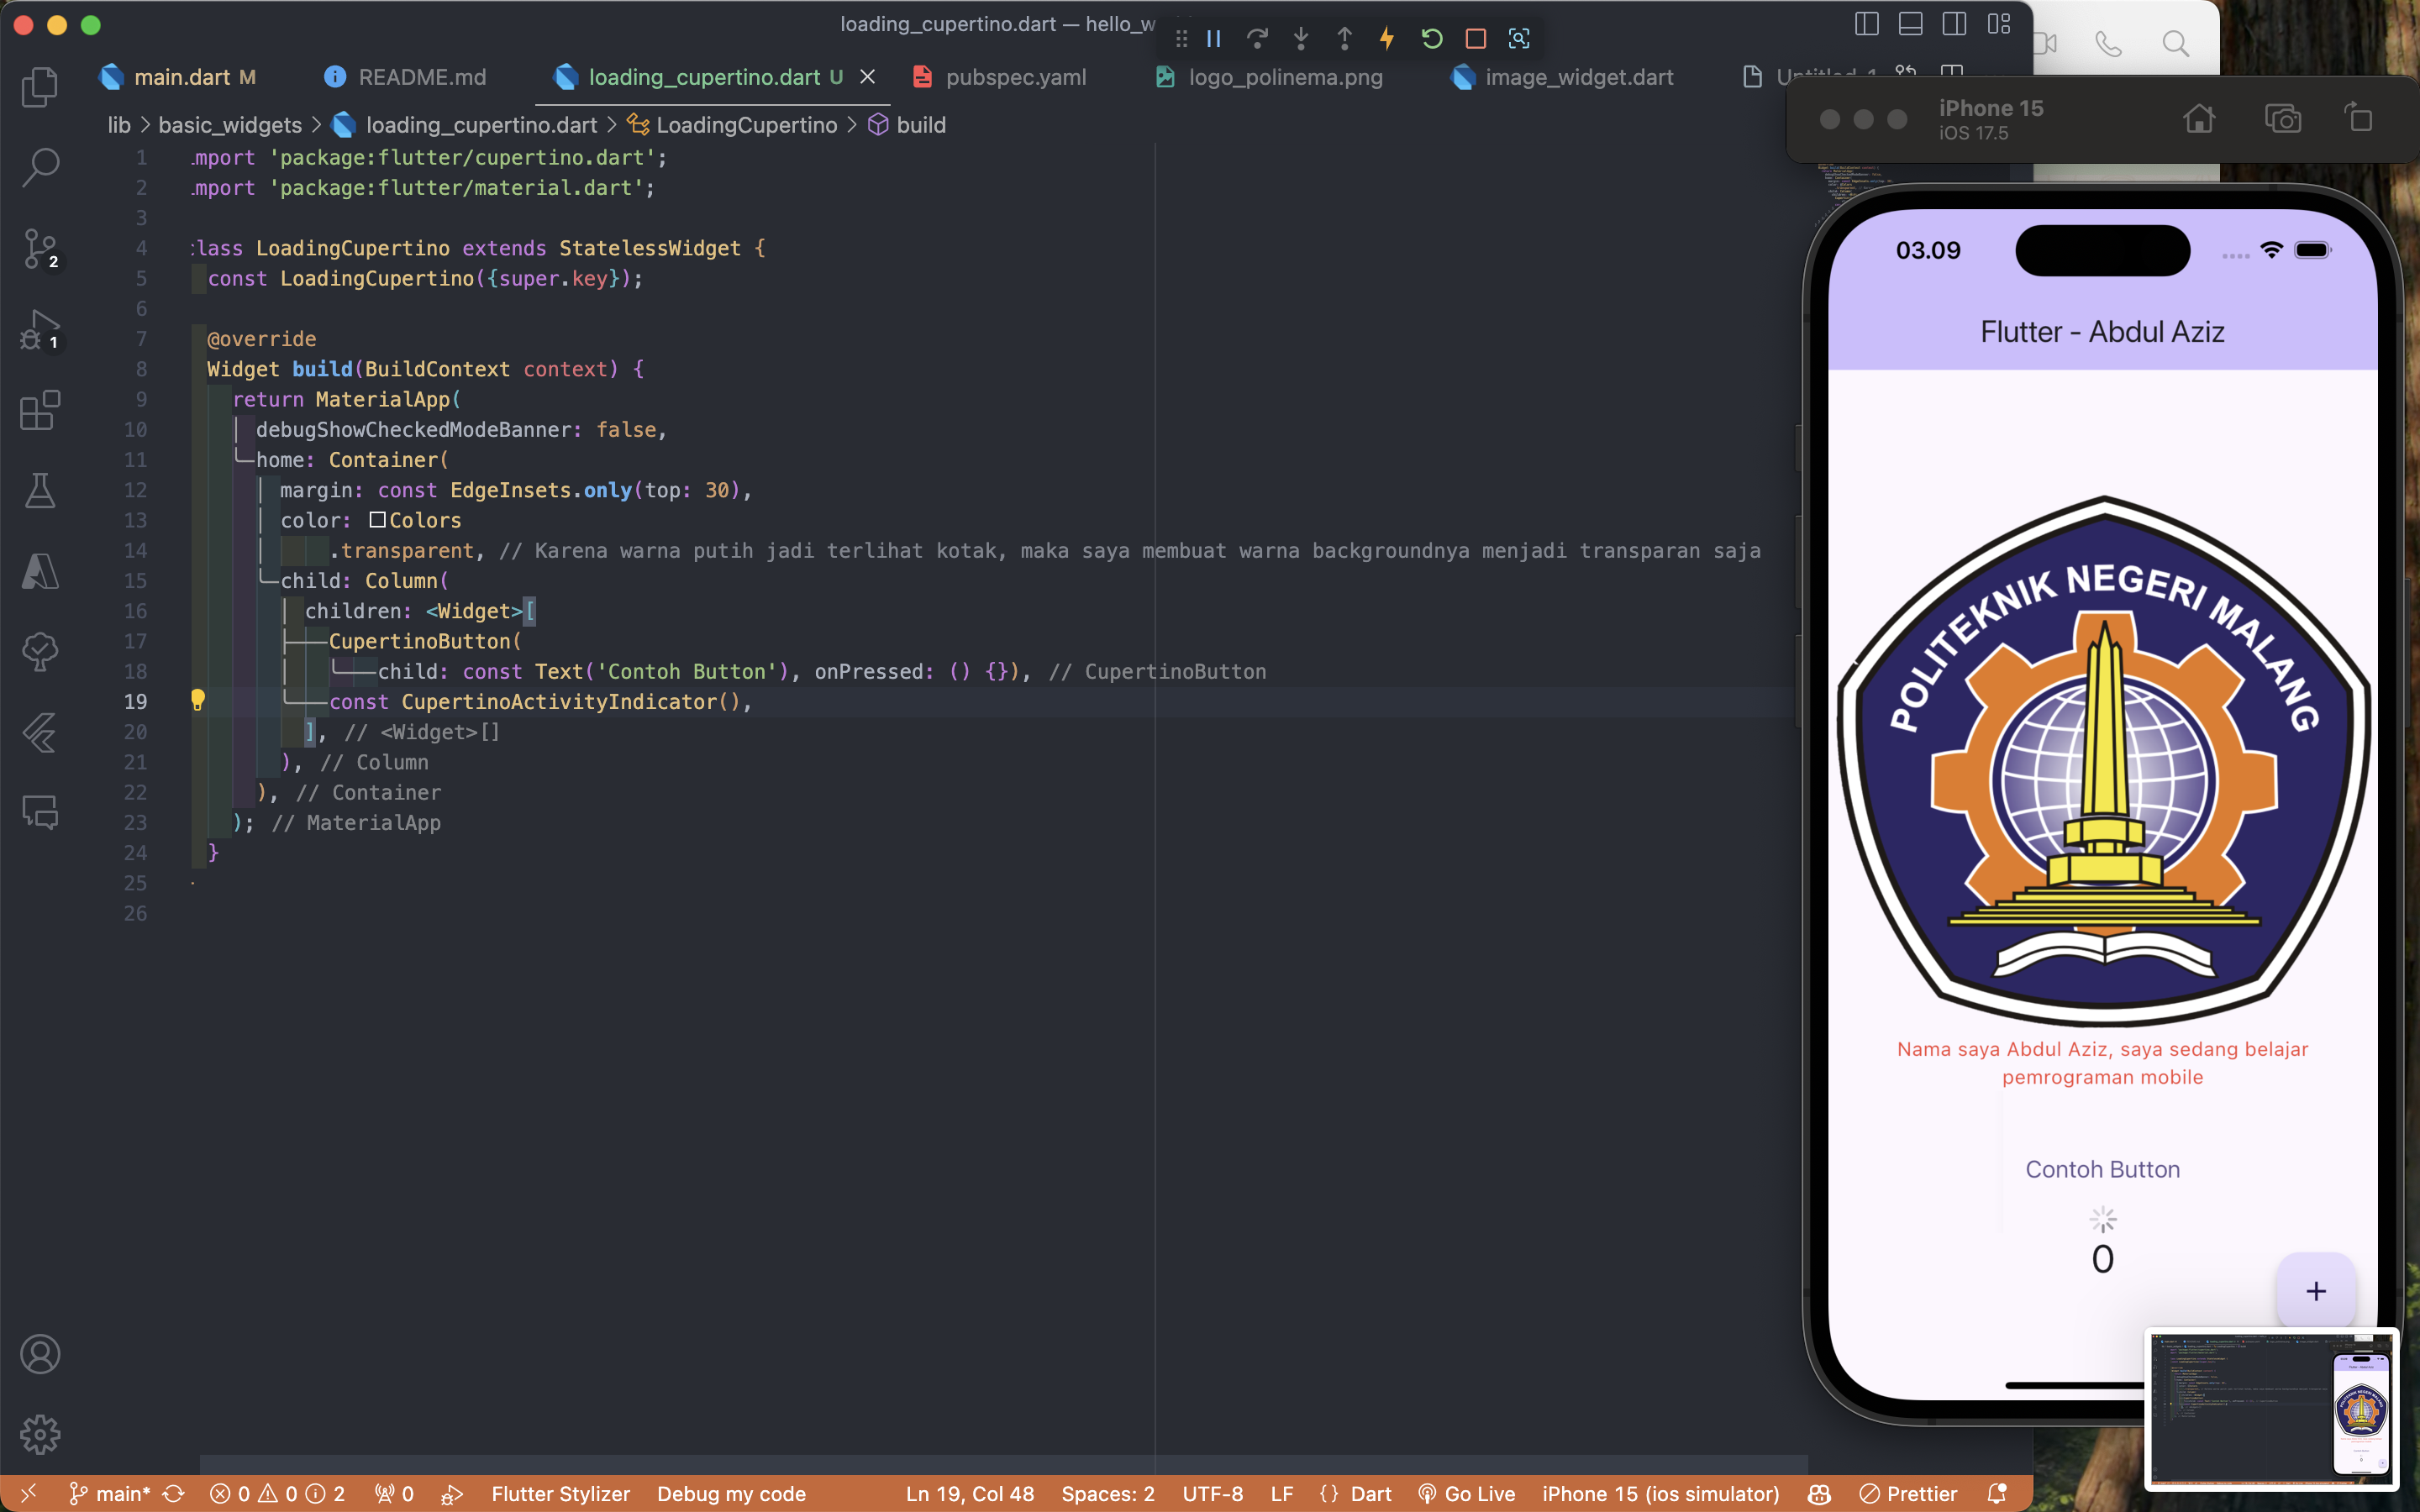 loading_cupertino.dart — hello_w
main.dart M
README.md
loading_cupertino.dart U
pubspec.yaml
logo_polinema.png
image_widget.dart
lib > basic_widgets > loading_cupertino.dart > LoadingCupertino > build
1 mport 'package:flutter/cupertino.dart';
2 mport 'package:flutter/material.dart';
3
4 class LoadingCupertino extends StatelessWidget {
5 const LoadingCupertino({super.key});
6
7 @override
8 Widget build(BuildContext context) {
9 return MaterialApp(
10 debugShowCheckedModeBanner: false,
11 home: Container(
12 margin: const EdgeInsets.only(top: 30),
13 color: Colors
14 .transparent, // Karena warna putih jadi terlihat kotak, maka saya membuat warna backgroundnya menjadi transparan saja
15 child: Column(
16 children: <Widget>[
17 CupertinoButton(
18 child: const Text('Contoh Button'), onPressed: () {}), // CupertinoButton
19 const CupertinoActivityIndicator(),
20 ], // <Widget>[]
21 ), // Column
22 ), // Container
23 ); // MaterialApp
24 }
25
26
2
1
main* 0 0 2 0 Flutter Stylizer Debug my code Ln 19, Col 48 Spaces: 2 UTF-8 LF {} Dart Go Live iPhone 15 (ios simulator) Prettier
iPhone 15
iOS 17.5
03.09
Flutter - Abdul Aziz
POLITEKNIK NEGERI MALANG
Nama saya Abdul Aziz, saya sedang belajar
pemrograman mobile
Contoh Button
0
+